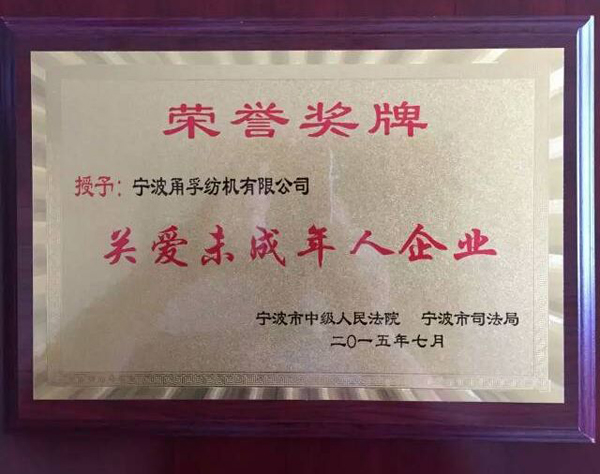 荣誉奖牌
授予：宁波甬孚纺机有限公司
关爱未成年人企业
宁波市中级人民法院 宁波市司法局
二〇一五年七月